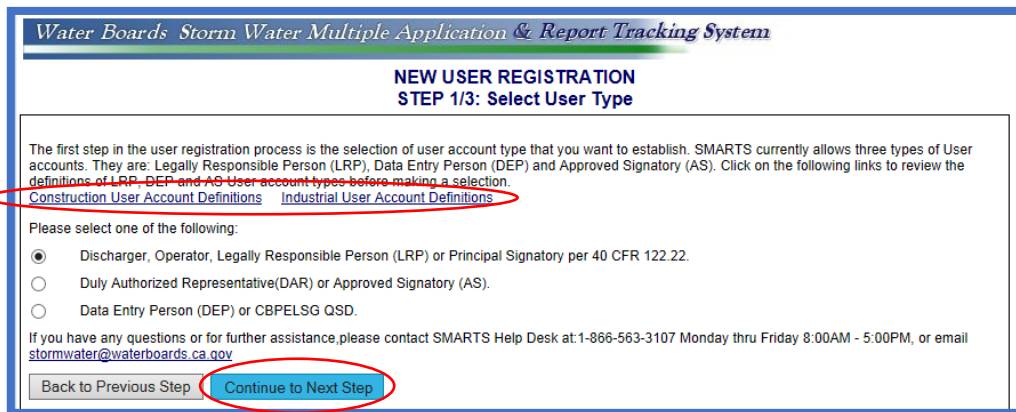 Water Boards Storm Water Multiple Application & Report Tracking System
NEW USER REGISTRATION
STEP 1/3: Select User Type
The first step in the user registration process is the selection of user account type that you want to establish. SMARTS currently allows three types of User
accounts. They are: Legally Responsible Person (LRP), Data Entry Person (DEP) and Approved Signatory (AS). Click on the following links to review the
definitions of LRP, DEP and AS User account types before making a selection.
Construction User Account Definitions Industrial User Account Definitions
Please select one of the following:
Discharger, Operator, Legally Responsible Person (LRP) or Principal Signatory per 40 CFR 122.22.
Duly Authorized Representative(DAR) or Approved Signatory (AS).
Data Entry Person (DEP) or CBPELSG QSD.
If you have any questions or for further assistance,please contact SMARTS Help Desk at:1-866-563-3107 Monday thru Friday 8:00AM - 5:00PM, or email
stormwater@waterboards.ca.gov
Back to Previous Step Continue to Next Step